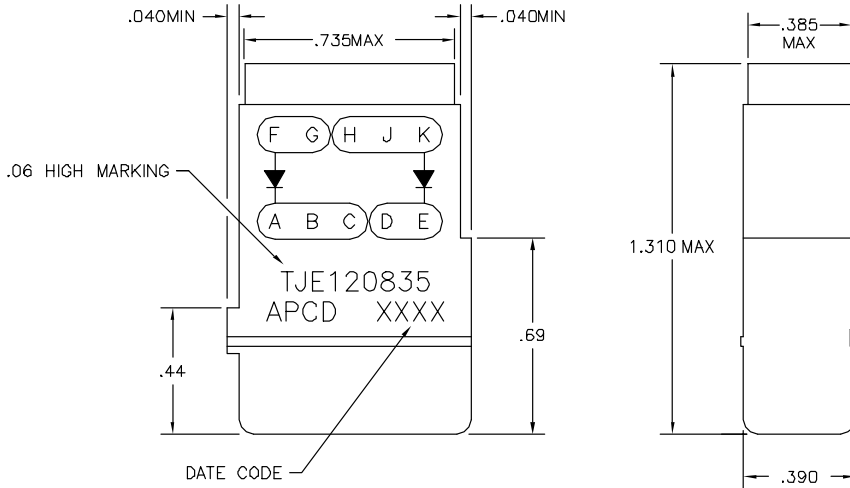 .040MIN
.040MIN
.735MAX
.385
MAX
F G H J K
.06 HIGH MARKING
A B C D E
1.310 MAX
TJE120835
APCD XXXX
.69
.44
DATE CODE
.390